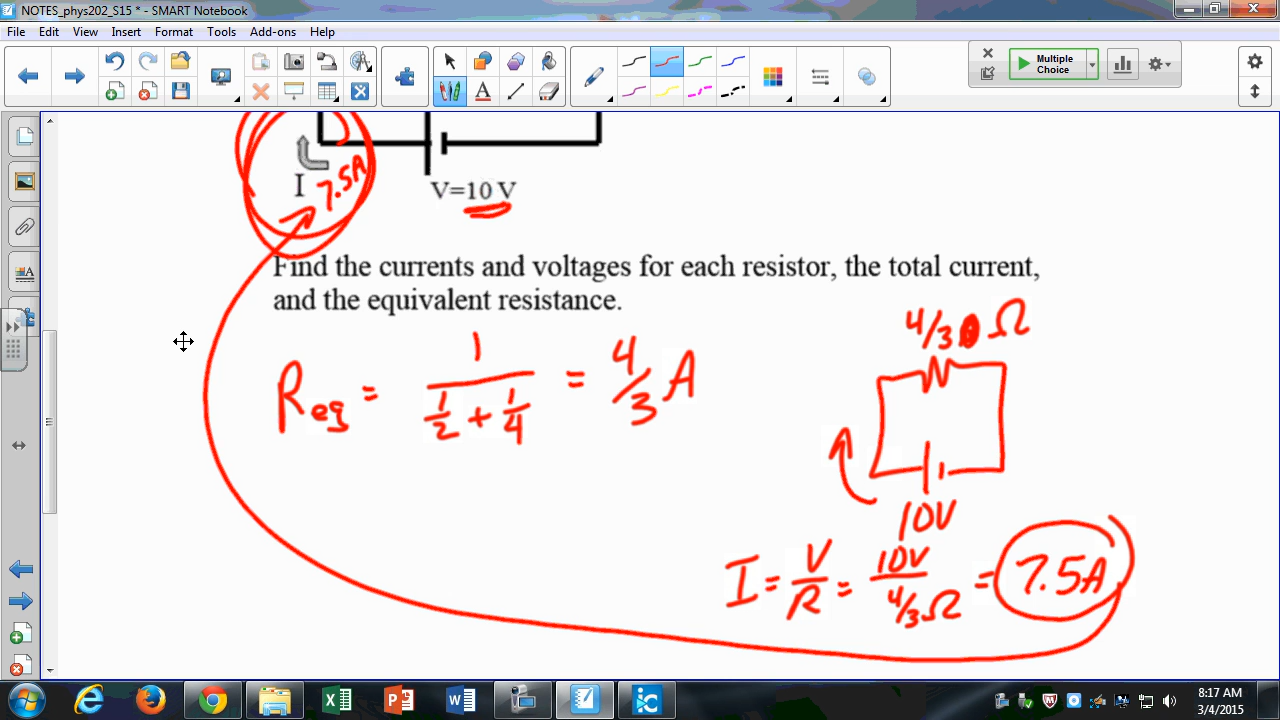 NOTES_phys202_S15 * - SMART Notebook
File Edit View Insert Format Tools Add-ons Help
Multiple
Choice
I
7.5A
V=10 V
Find the currents and voltages for each resistor, the total current,
and the equivalent resistance.
4/3 Ω
Req = 1 / (1/2 + 1/4) = 4/3 A
10V
I = V/R = 10V / 4/3 Ω = 7.5A
8:17 AM
3/4/2015